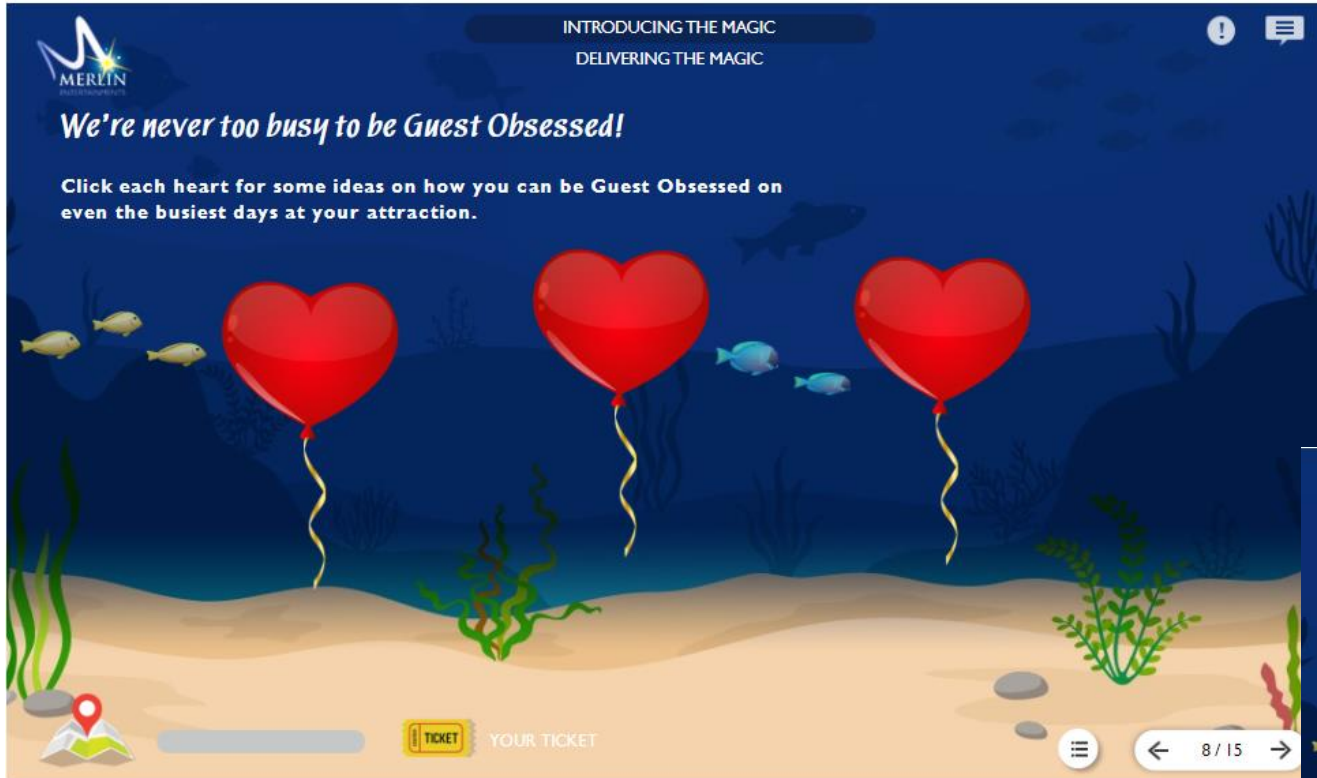 INTRODUCING THE MAGIC
DELIVERING THE MAGIC
MERLIN
ENTERTAINMENTS
We're never too busy to be Guest Obsessed!
Click each heart for some ideas on how you can be Guest Obsessed on
even the busiest days at your attraction.
TICKET
YOUR TICKET
8 / 15